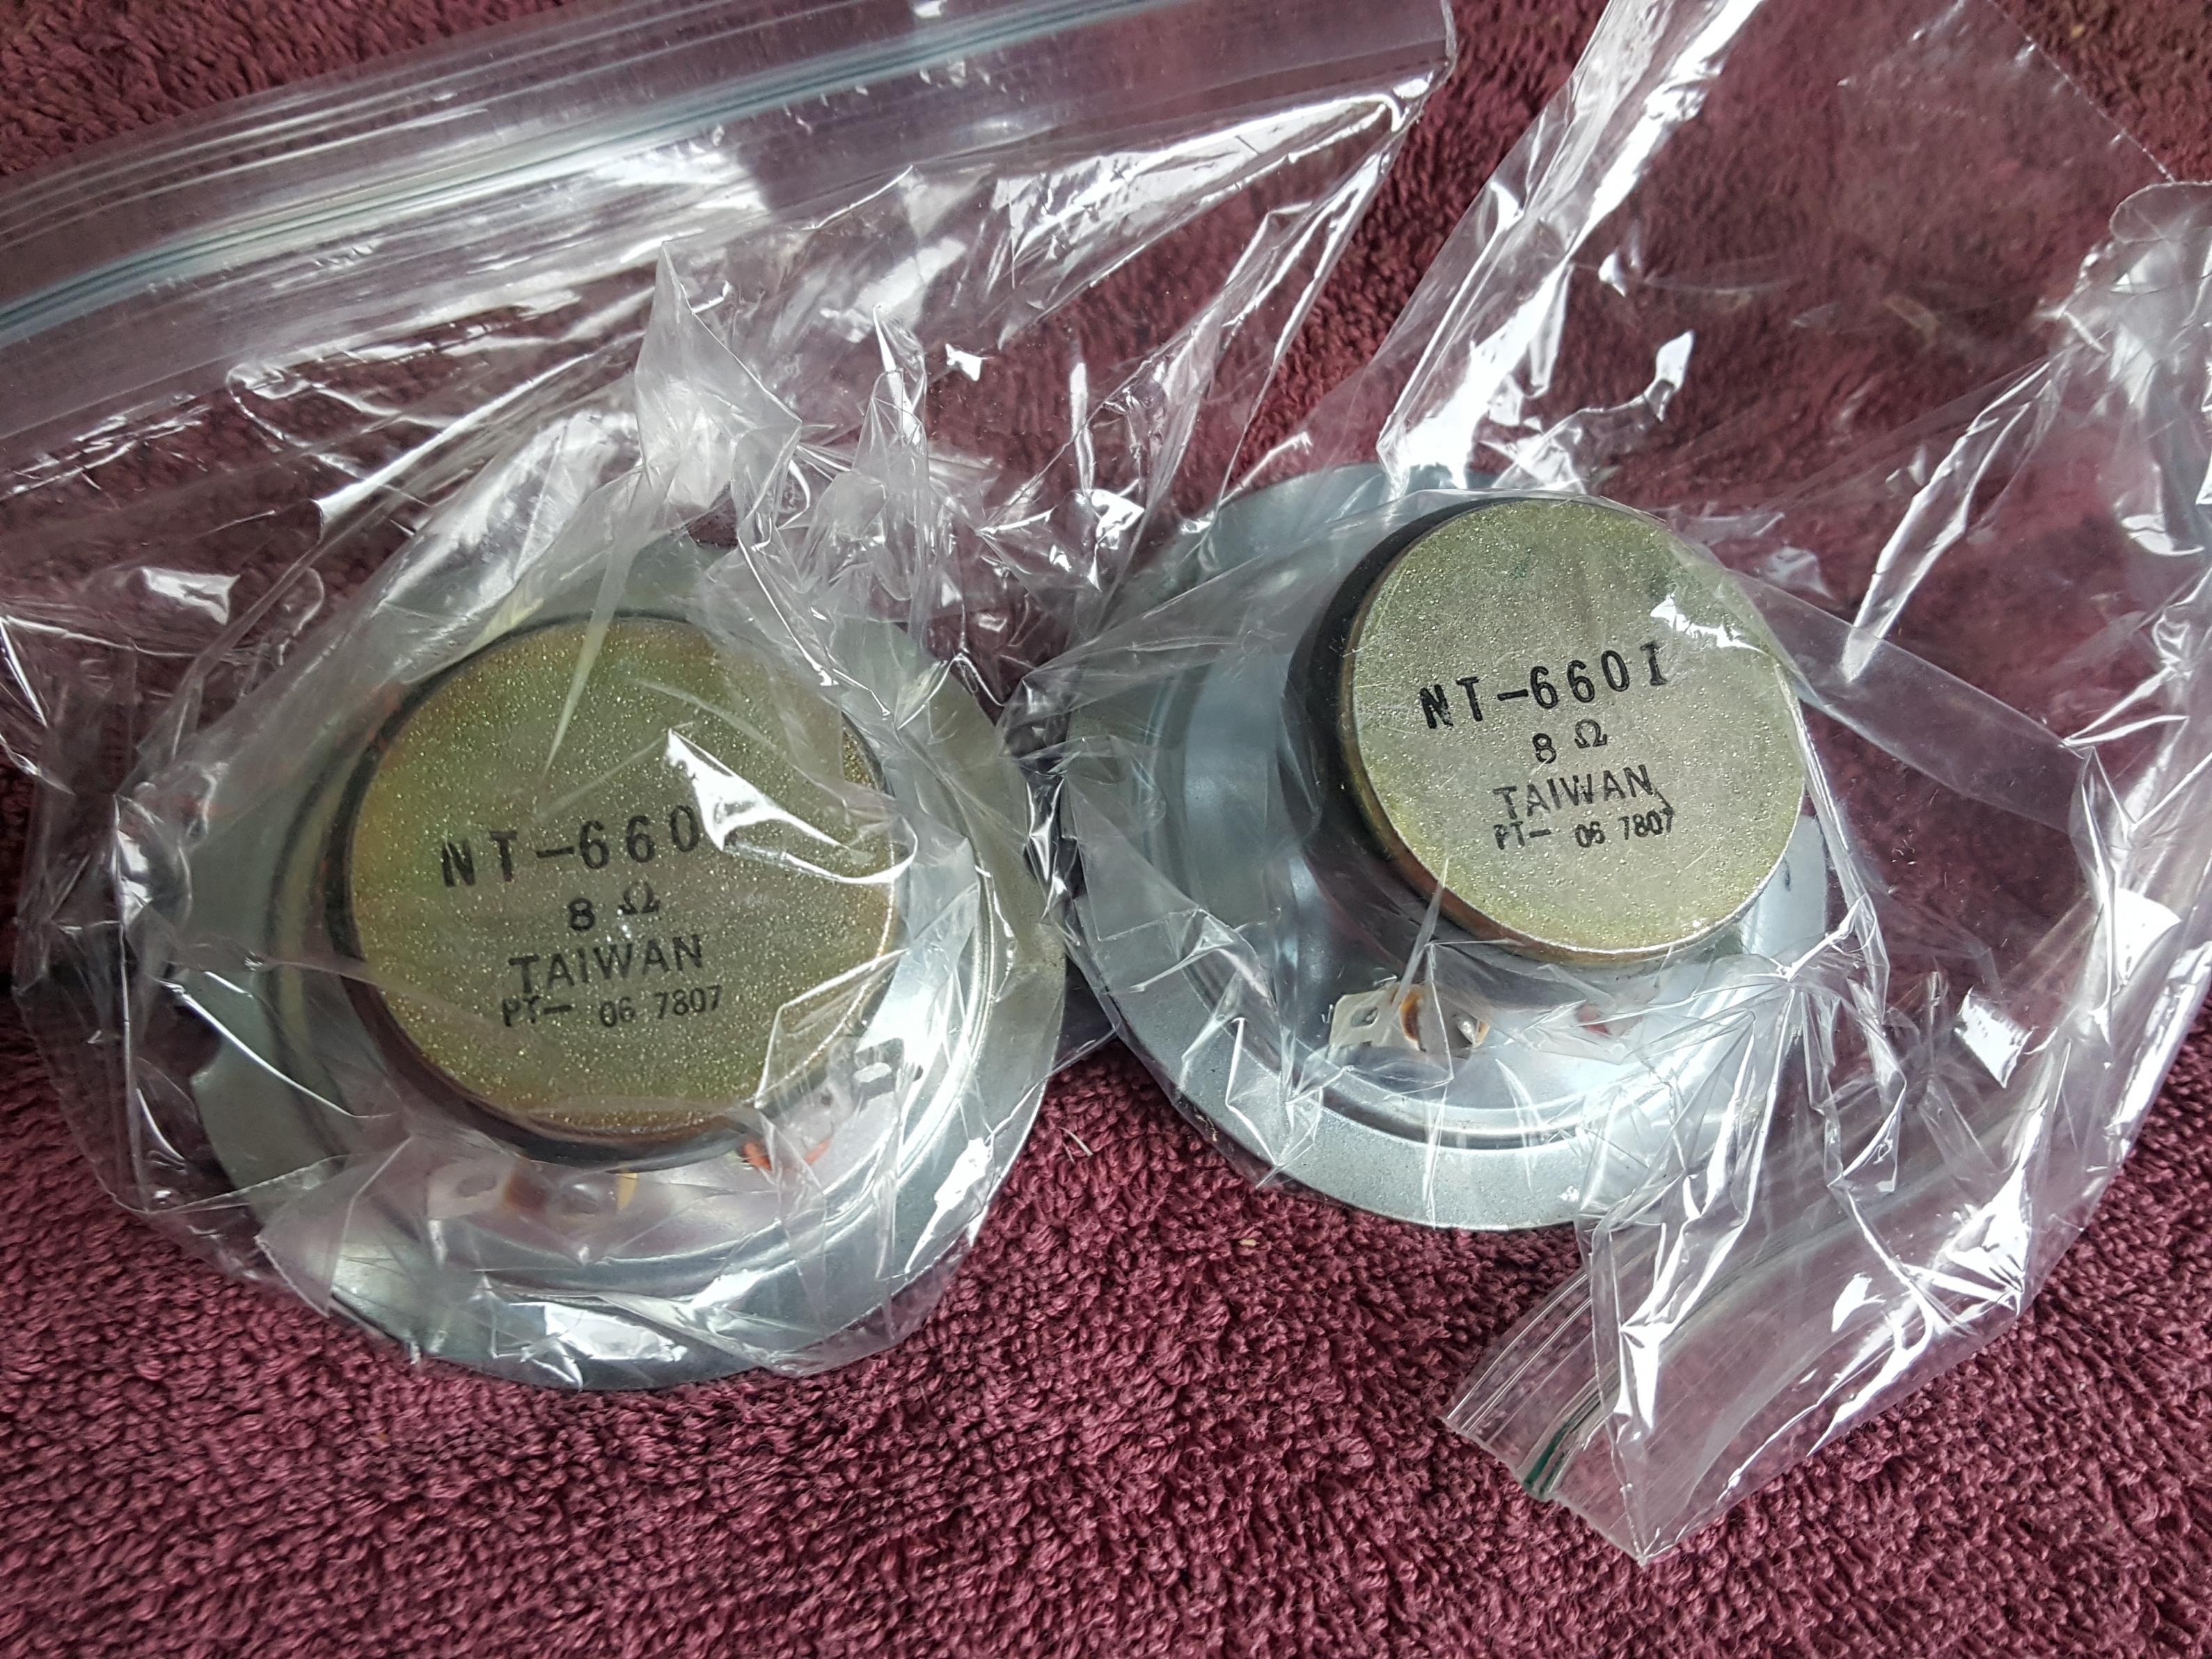 NT-660
8 Ω
TAIWAN
PT- 06 7807
NT-660I
8 Ω
TAIWAN
PT- 06 7807